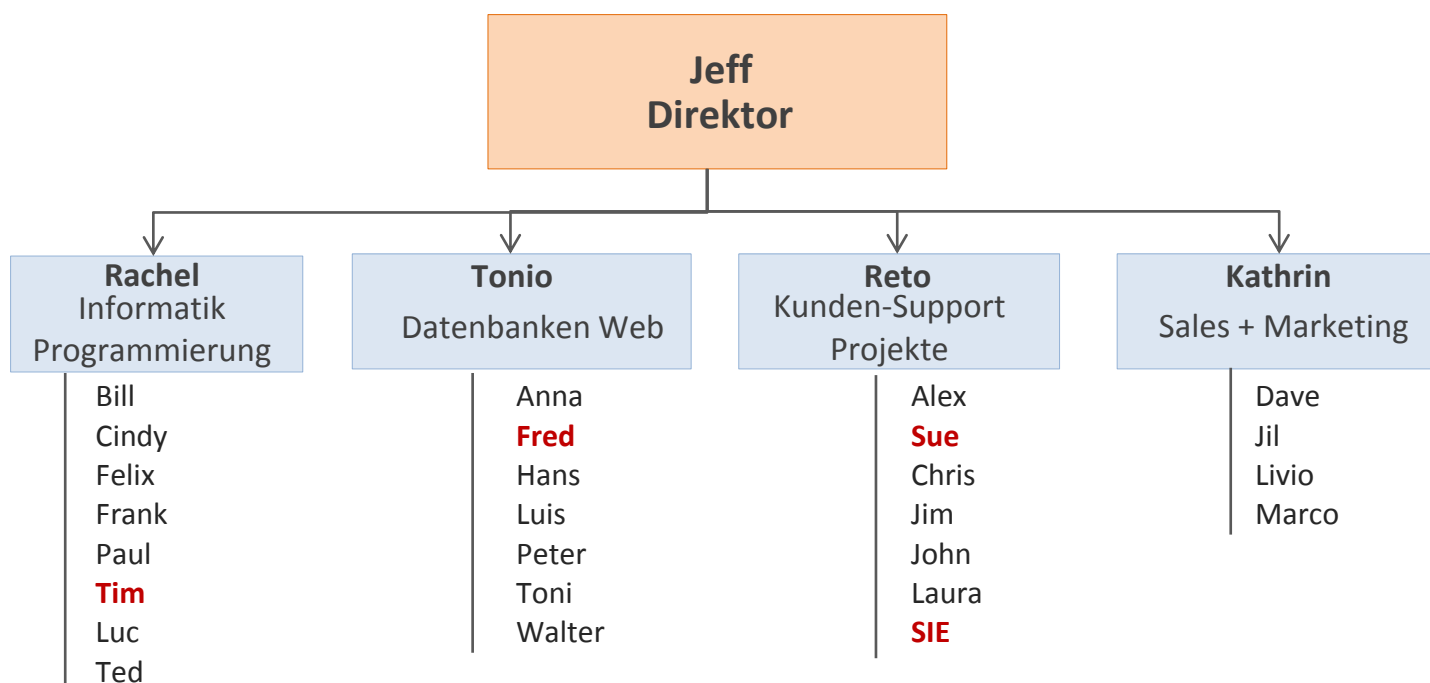 Jeff
Direktor
Rachel
Informatik
Programmierung
Bill
Cindy
Felix
Frank
Paul
Tim
Luc
Ted
Tonio
Datenbanken Web
Anna
Fred
Hans
Luis
Peter
Toni
Walter
Reto
Kunden-Support
Projekte
Alex
Sue
Chris
Jim
John
Laura
SIE
Kathrin
Sales + Marketing
Dave
Jil
Livio
Marco